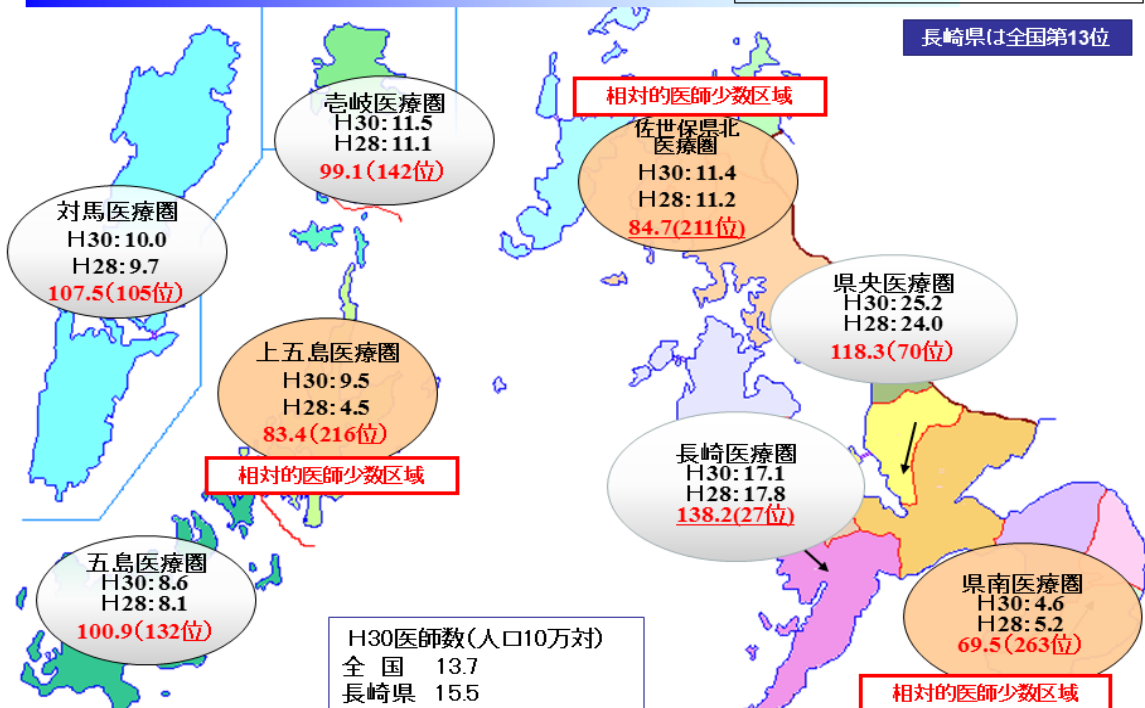 長崎県は全国第13位
壱岐医療圏
H30:11.5
H28:11.1
99.1(142位)
相対的医師少数区域
佐世保県北
医療圏
H30:11.4
H28:11.2
84.7(211位)
対馬医療圏
H30:10.0
H28:9.7
107.5(105位)
県央医療圏
H30:25.2
H28:24.0
118.3(70位)
上五島医療圏
H30:9.5
H28:4.5
83.4(216位)
相対的医師少数区域
長崎医療圏
H30:17.1
H28:17.8
138.2(27位)
五島医療圏
H30:8.6
H28:8.1
100.9(132位)
県南医療圏
H30:4.6
H28:5.2
69.5(263位)
相対的医師少数区域
H30医師数(人口10万対)
全 国 13.7
長崎県 15.5